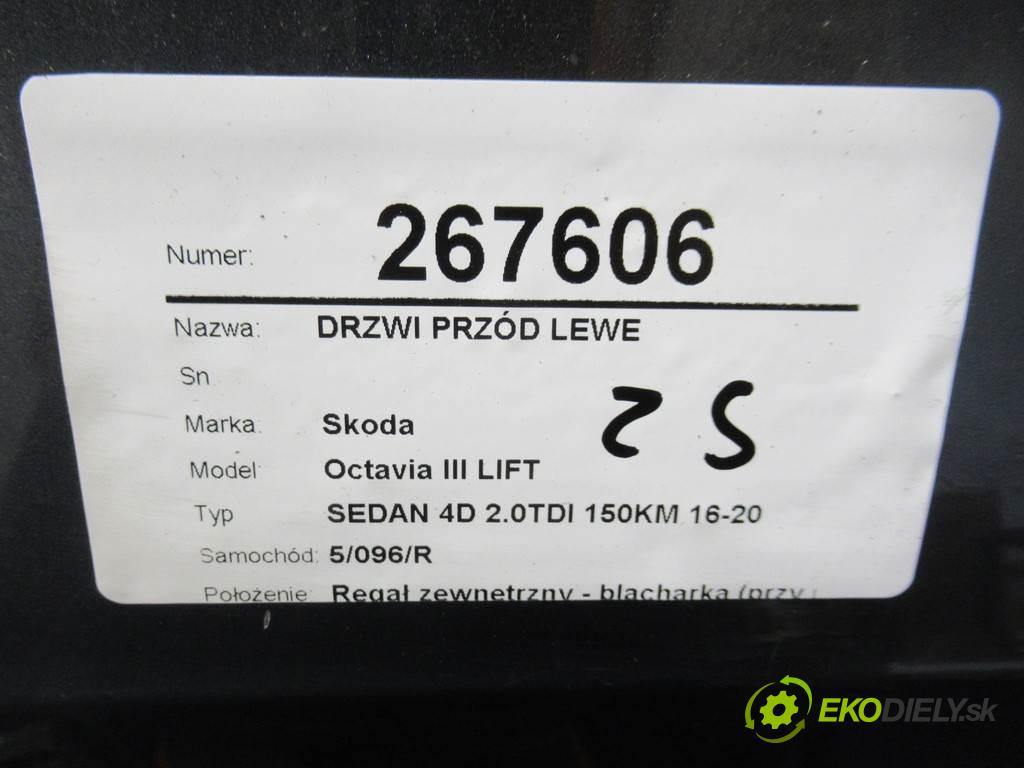 Numer: 267606
Nazwa: DRZWI PRZÓD LEWE
Sn
Marka: Skoda
Model Octavia III LIFT
Typ SEDAN 4D 2.0TDI 150KM 16-20
Samochód: 5/096/R
Położenie: Regał zewnetrzny - blacharka (przy
EKODIELY.sk